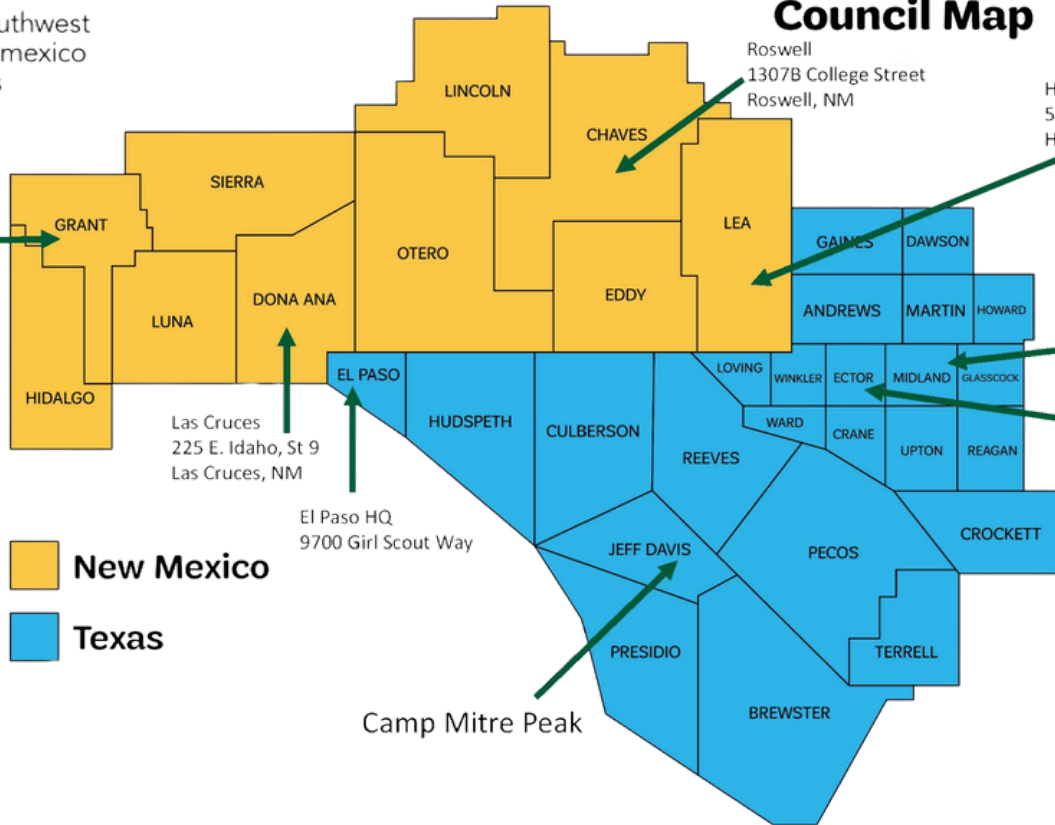 Council Map
mexico
Roswell
1307B College Street
Roswell, NM
H
5
H
LINCOLN
CHAVES
SIERRA
GRANT
LEA
OTERO
GAINES
DAWSON
DONA ANA
EDDY
LUNA
ANDREWS
MARTIN
HOWARD
HIDALGO
EL PASO
LOVING
WINKLER
ECTOR
MIDLAND
GLASSCOCK
HUDSPETH
CULBERSON
WARD
CRANE
UPTON
REAGAN
REEVES
Las Cruces
225 E. Idaho, St 9
Las Cruces, NM
El Paso HQ
9700 Girl Scout Way
JEFF DAVIS
PECOS
CROCKETT
New Mexico
Texas
PRESIDIO
TERRELL
BREWSTER
Camp Mitre Peak